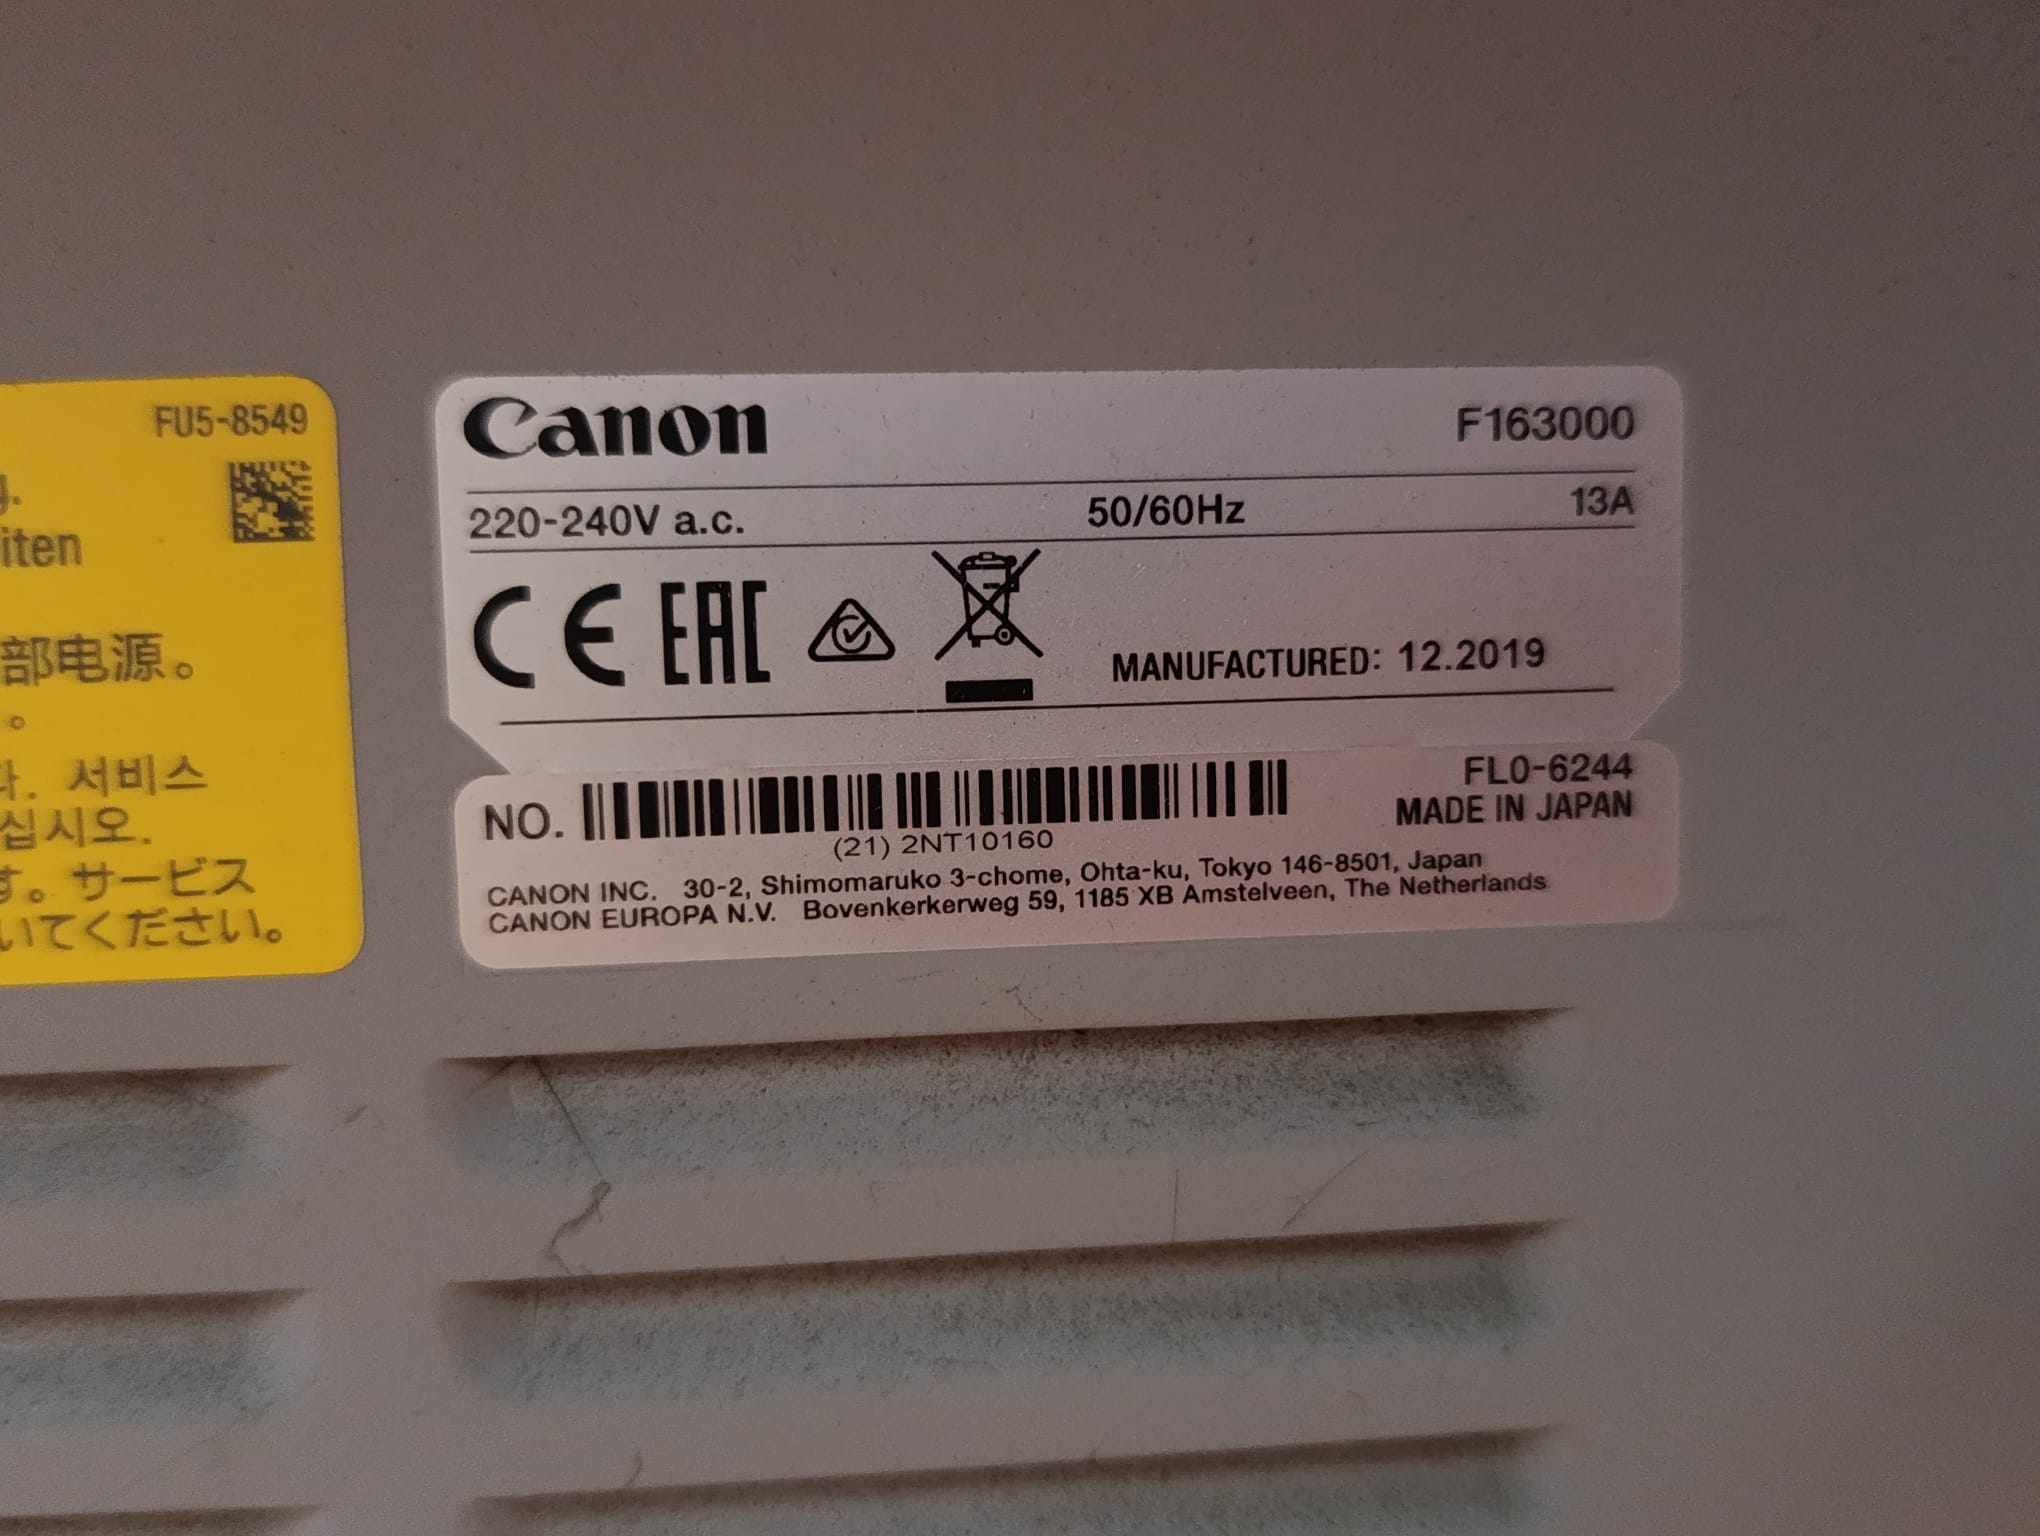 FU5-8549
g.
iten
部电源。
。
다. 서비스
십시오.
す。サービス
いてください。
Canon F163000
220-240V a.c. 50/60Hz 13A
CE EAC
MANUFACTURED: 12.2019
NO. FL0-6244
MADE IN JAPAN
(21) 2NT10160
CANON INC. 30-2, Shimomaruko 3-chome, Ohta-ku, Tokyo 146-8501, Japan
CANON EUROPA N.V. Bovenkerkerweg 59, 1185 XB Amstelveen, The Netherlands